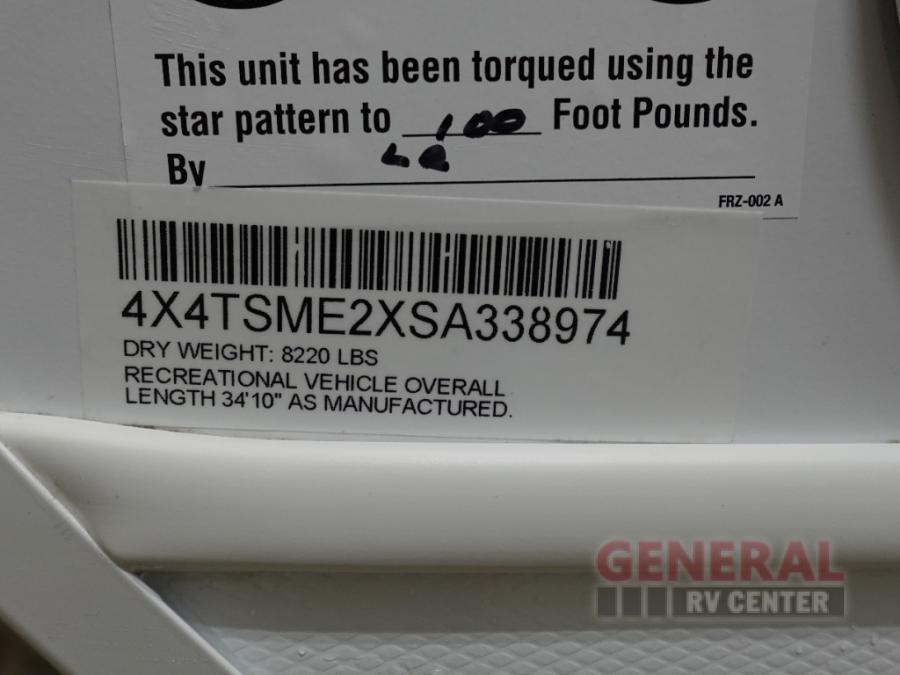 This unit has been torqued using the
star pattern to 100 Foot Pounds.
By
FRZ-002 A
4X4TSME2XSA338974
DRY WEIGHT: 8220 LBS
RECREATIONAL VEHICLE OVERALL
LENGTH 34'10" AS MANUFACTURED.
GENERAL
RV CENTER